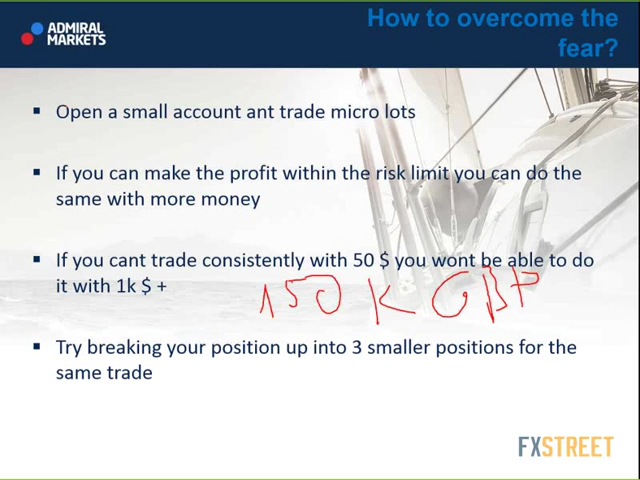 ADMIRAL
MARKETS
How to overcome the
fear?
▪ Open a small account ant trade micro lots
▪ If you can make the profit within the risk limit you can do the
same with more money
▪ If you cant trade consistently with 50 $ you wont be able to do
it with 1k $ +
150 K GBP
▪ Try breaking your position up into 3 smaller positions for the
same trade
FXSTREET